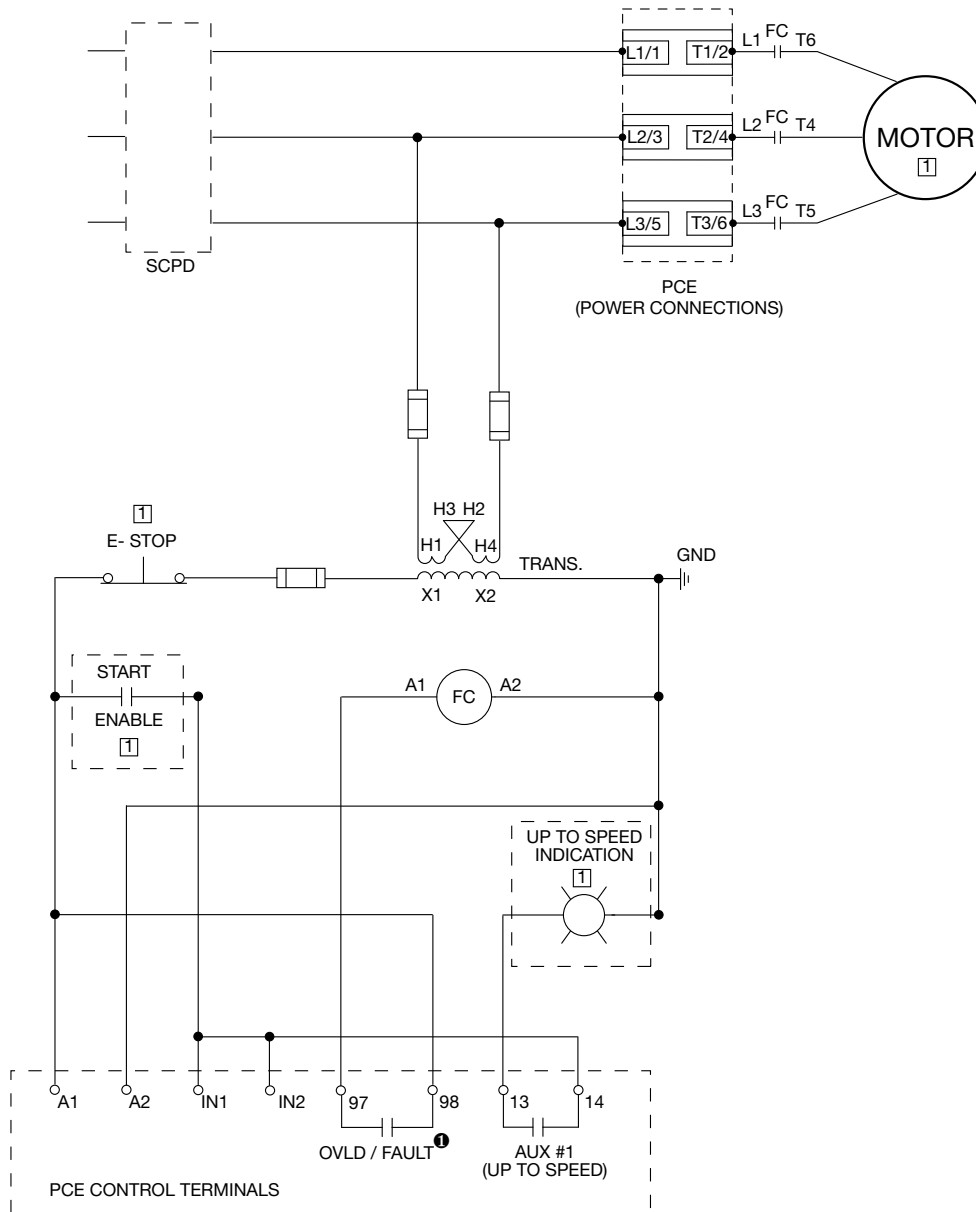 L1/1 T1/2 L1 FC T6
L2/3 T2/4 L2 FC T4
MOTOR
1
L3/5 T3/6 L3 FC T5
SCPD
PCE
(POWER CONNECTIONS)
1
E- STOP
H3 H2
H1 H4
TRANS.
X1 X2
GND
START
ENABLE
1
A1 FC A2
UP TO SPEED
INDICATION
1
A1 A2 IN1 IN2 97 98 13 14
OVLD / FAULT ❶
AUX #1
(UP TO SPEED)
PCE CONTROL TERMINALS